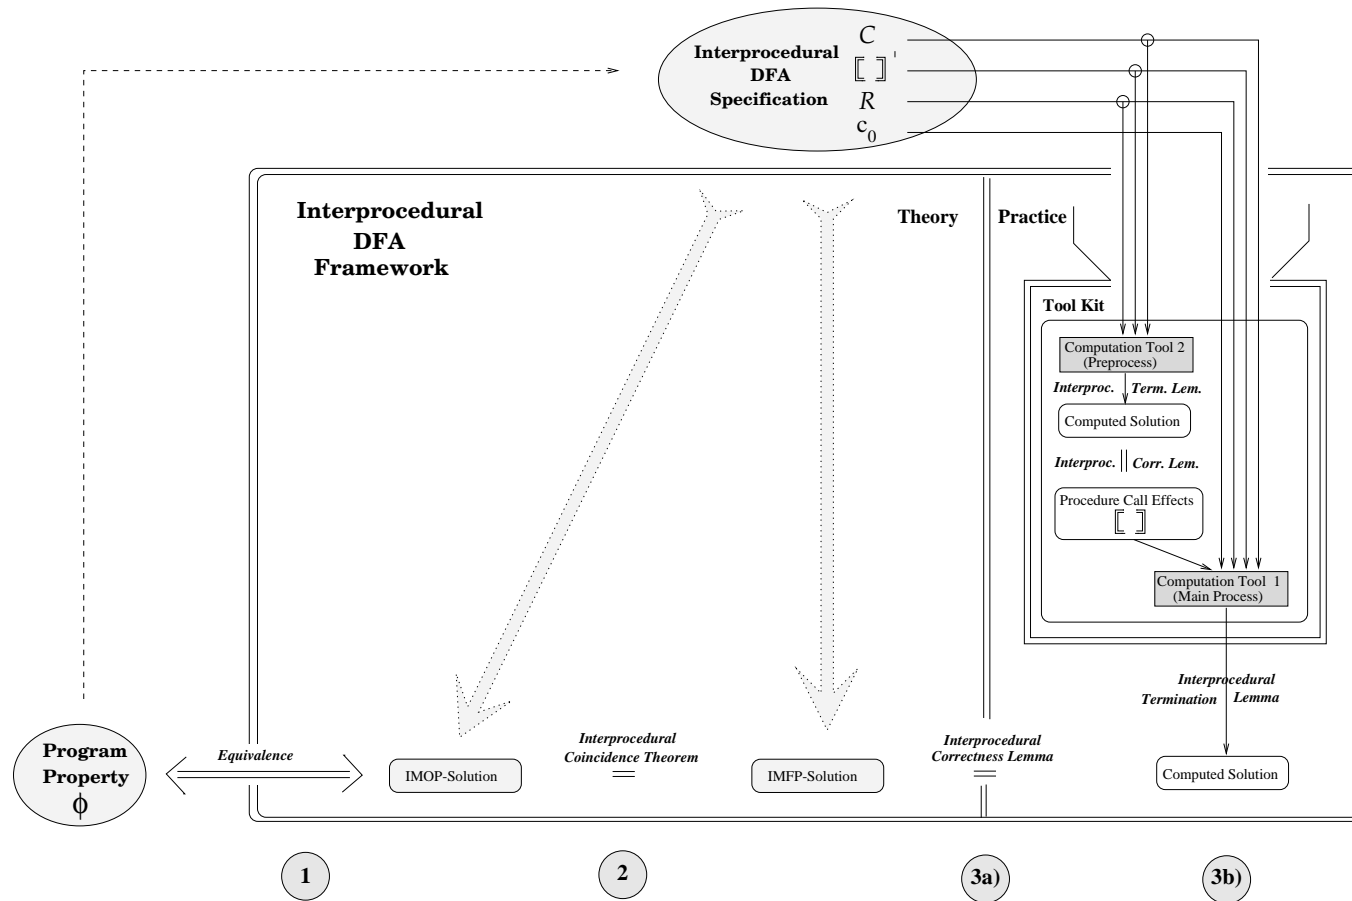 Interprocedural
DFA
Specification
C
⟦ ⟧'
R
c0
Interprocedural
DFA
Framework
Theory
Practice
Tool Kit
Computation Tool 2
(Preprocess)
Interproc. Term. Lem.
Computed Solution
Interproc. Corr. Lem.
Procedure Call Effects
⟦ ⟧
Computation Tool 1
(Main Process)
Interprocedural
Termination Lemma
Program
Property
ϕ
Equivalence
IMOP-Solution
Interprocedural
Coincidence Theorem
=
IMFP-Solution
Interprocedural
Correctness Lemma
=
Computed Solution
1
2
3a)
3b)